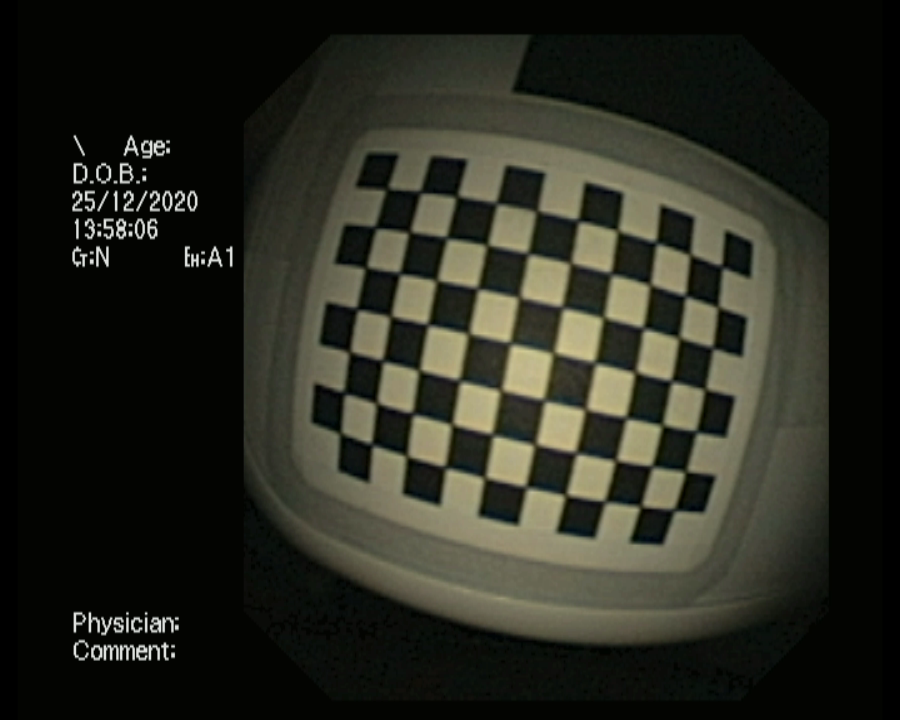 \ Age:
D.O.B.:
25/12/2020
13:58:06
Cr:N EH:A1
Physician:
Comment: